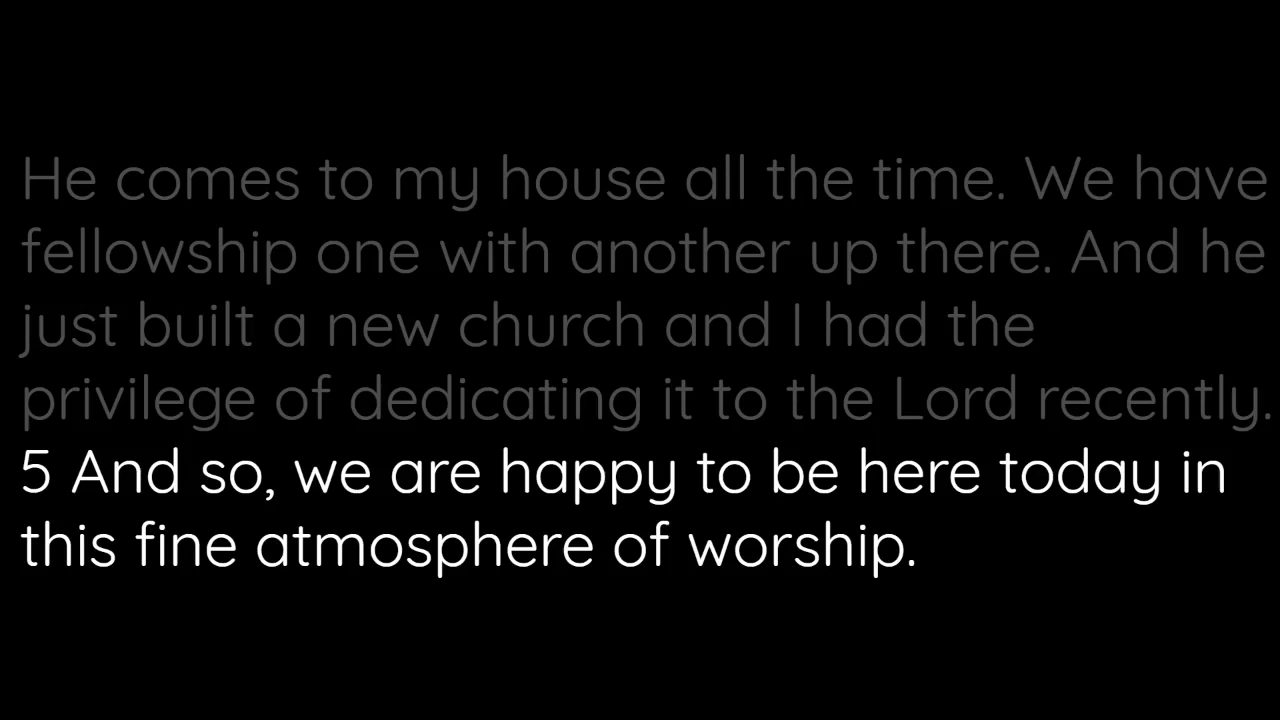 He comes to my house all the time. We have
fellowship one with another up there. And he
just built a new church and I had the
privilege of dedicating it to the Lord recently.
5 And so, we are happy to be here today in
this fine atmosphere of worship.